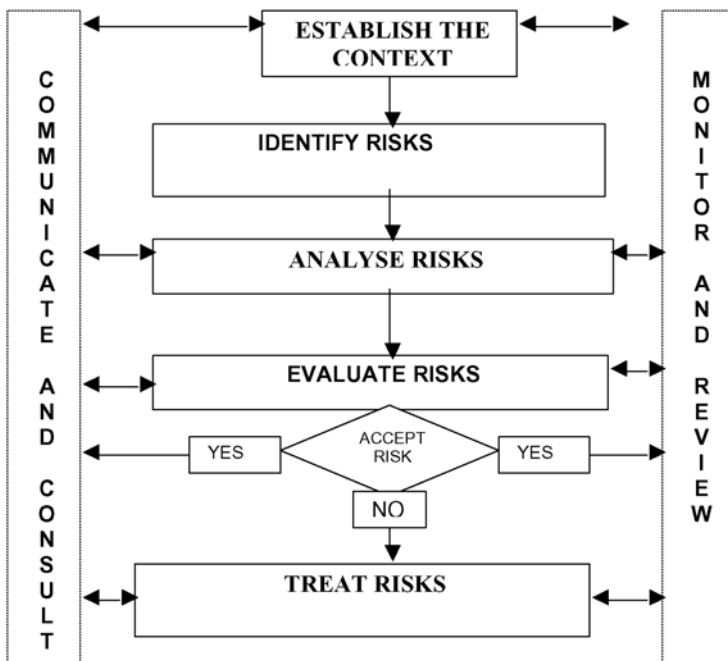 ESTABLISH THE
CONTEXT
IDENTIFY RISKS
ANALYSE RISKS
EVALUATE RISKS
ACCEPT
RISK
YES
YES
NO
TREAT RISKS
COMMUNICATE AND CONSULT
MONITOR AND REVIEW